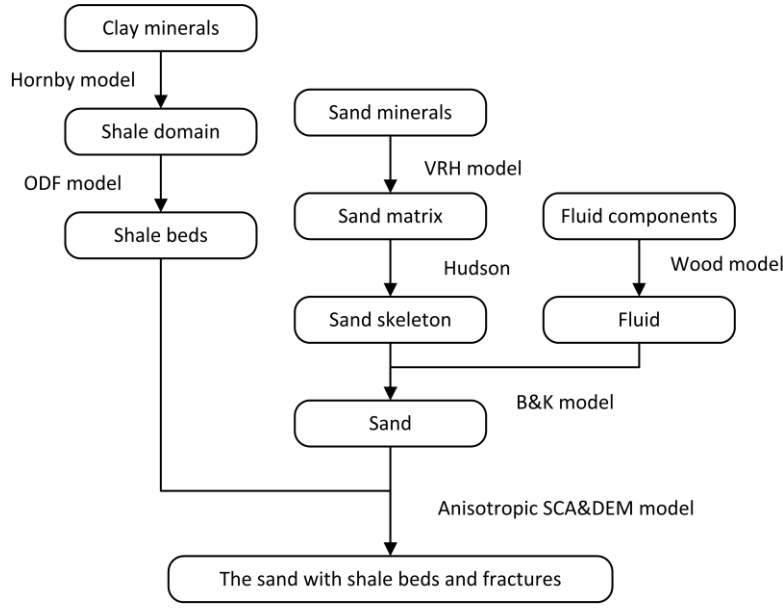 Clay minerals
Hornby model
Shale domain
ODF model
Shale beds
Sand minerals
VRH model
Sand matrix
Hudson
Sand skeleton
Fluid components
Wood model
Fluid
B&K model
Sand
Anisotropic SCA&DEM model
The sand with shale beds and fractures